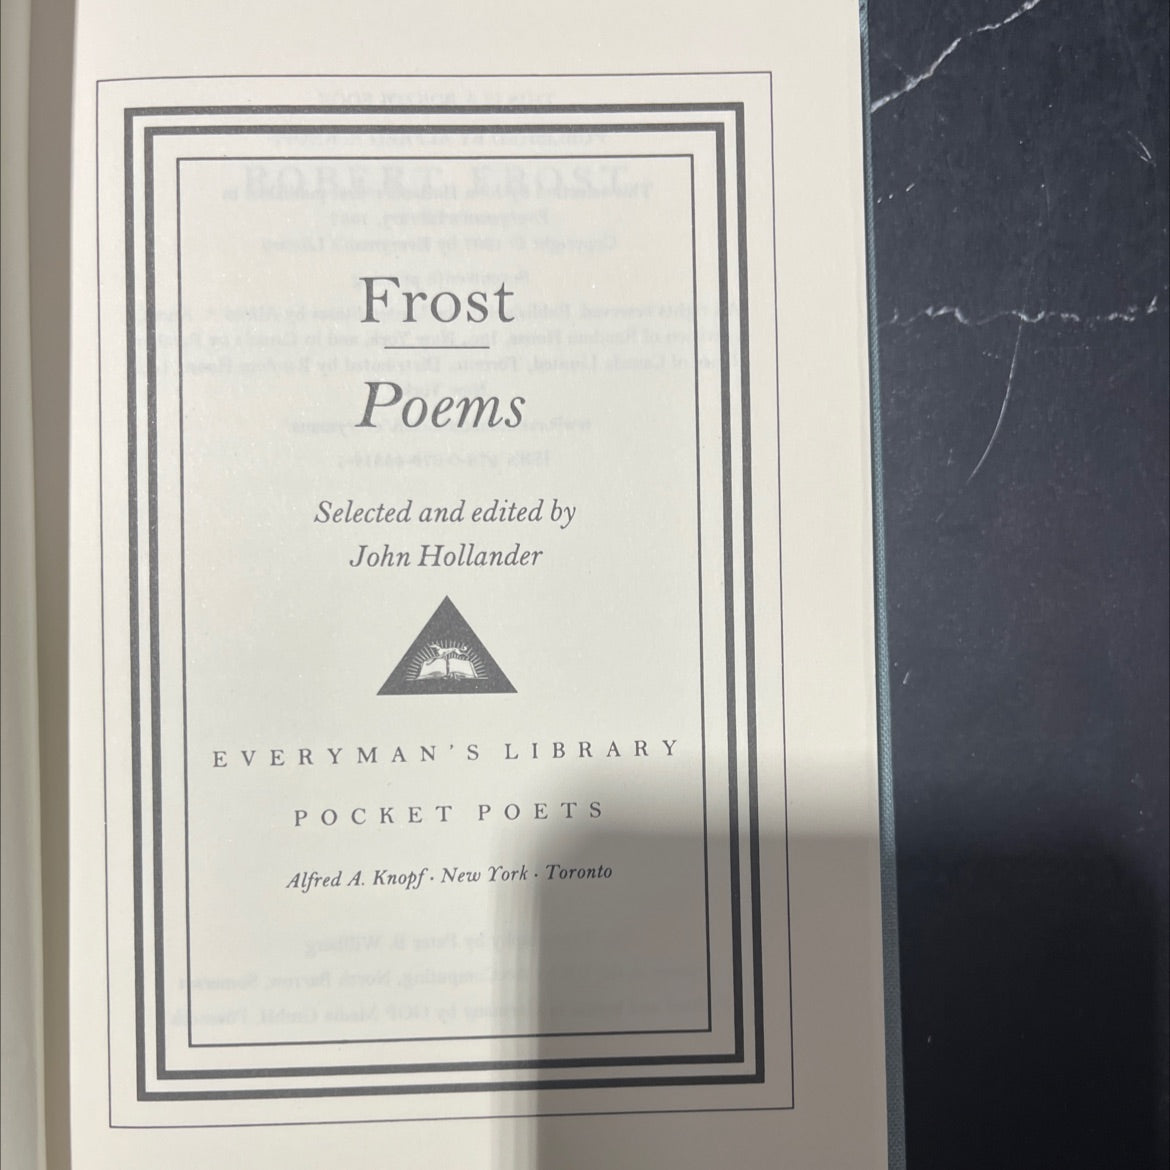 Frost
Poems
Selected and edited by
John Hollander
EVERYMAN'S LIBRARY
POCKET POETS
Alfred A. Knopf · New York · Toronto